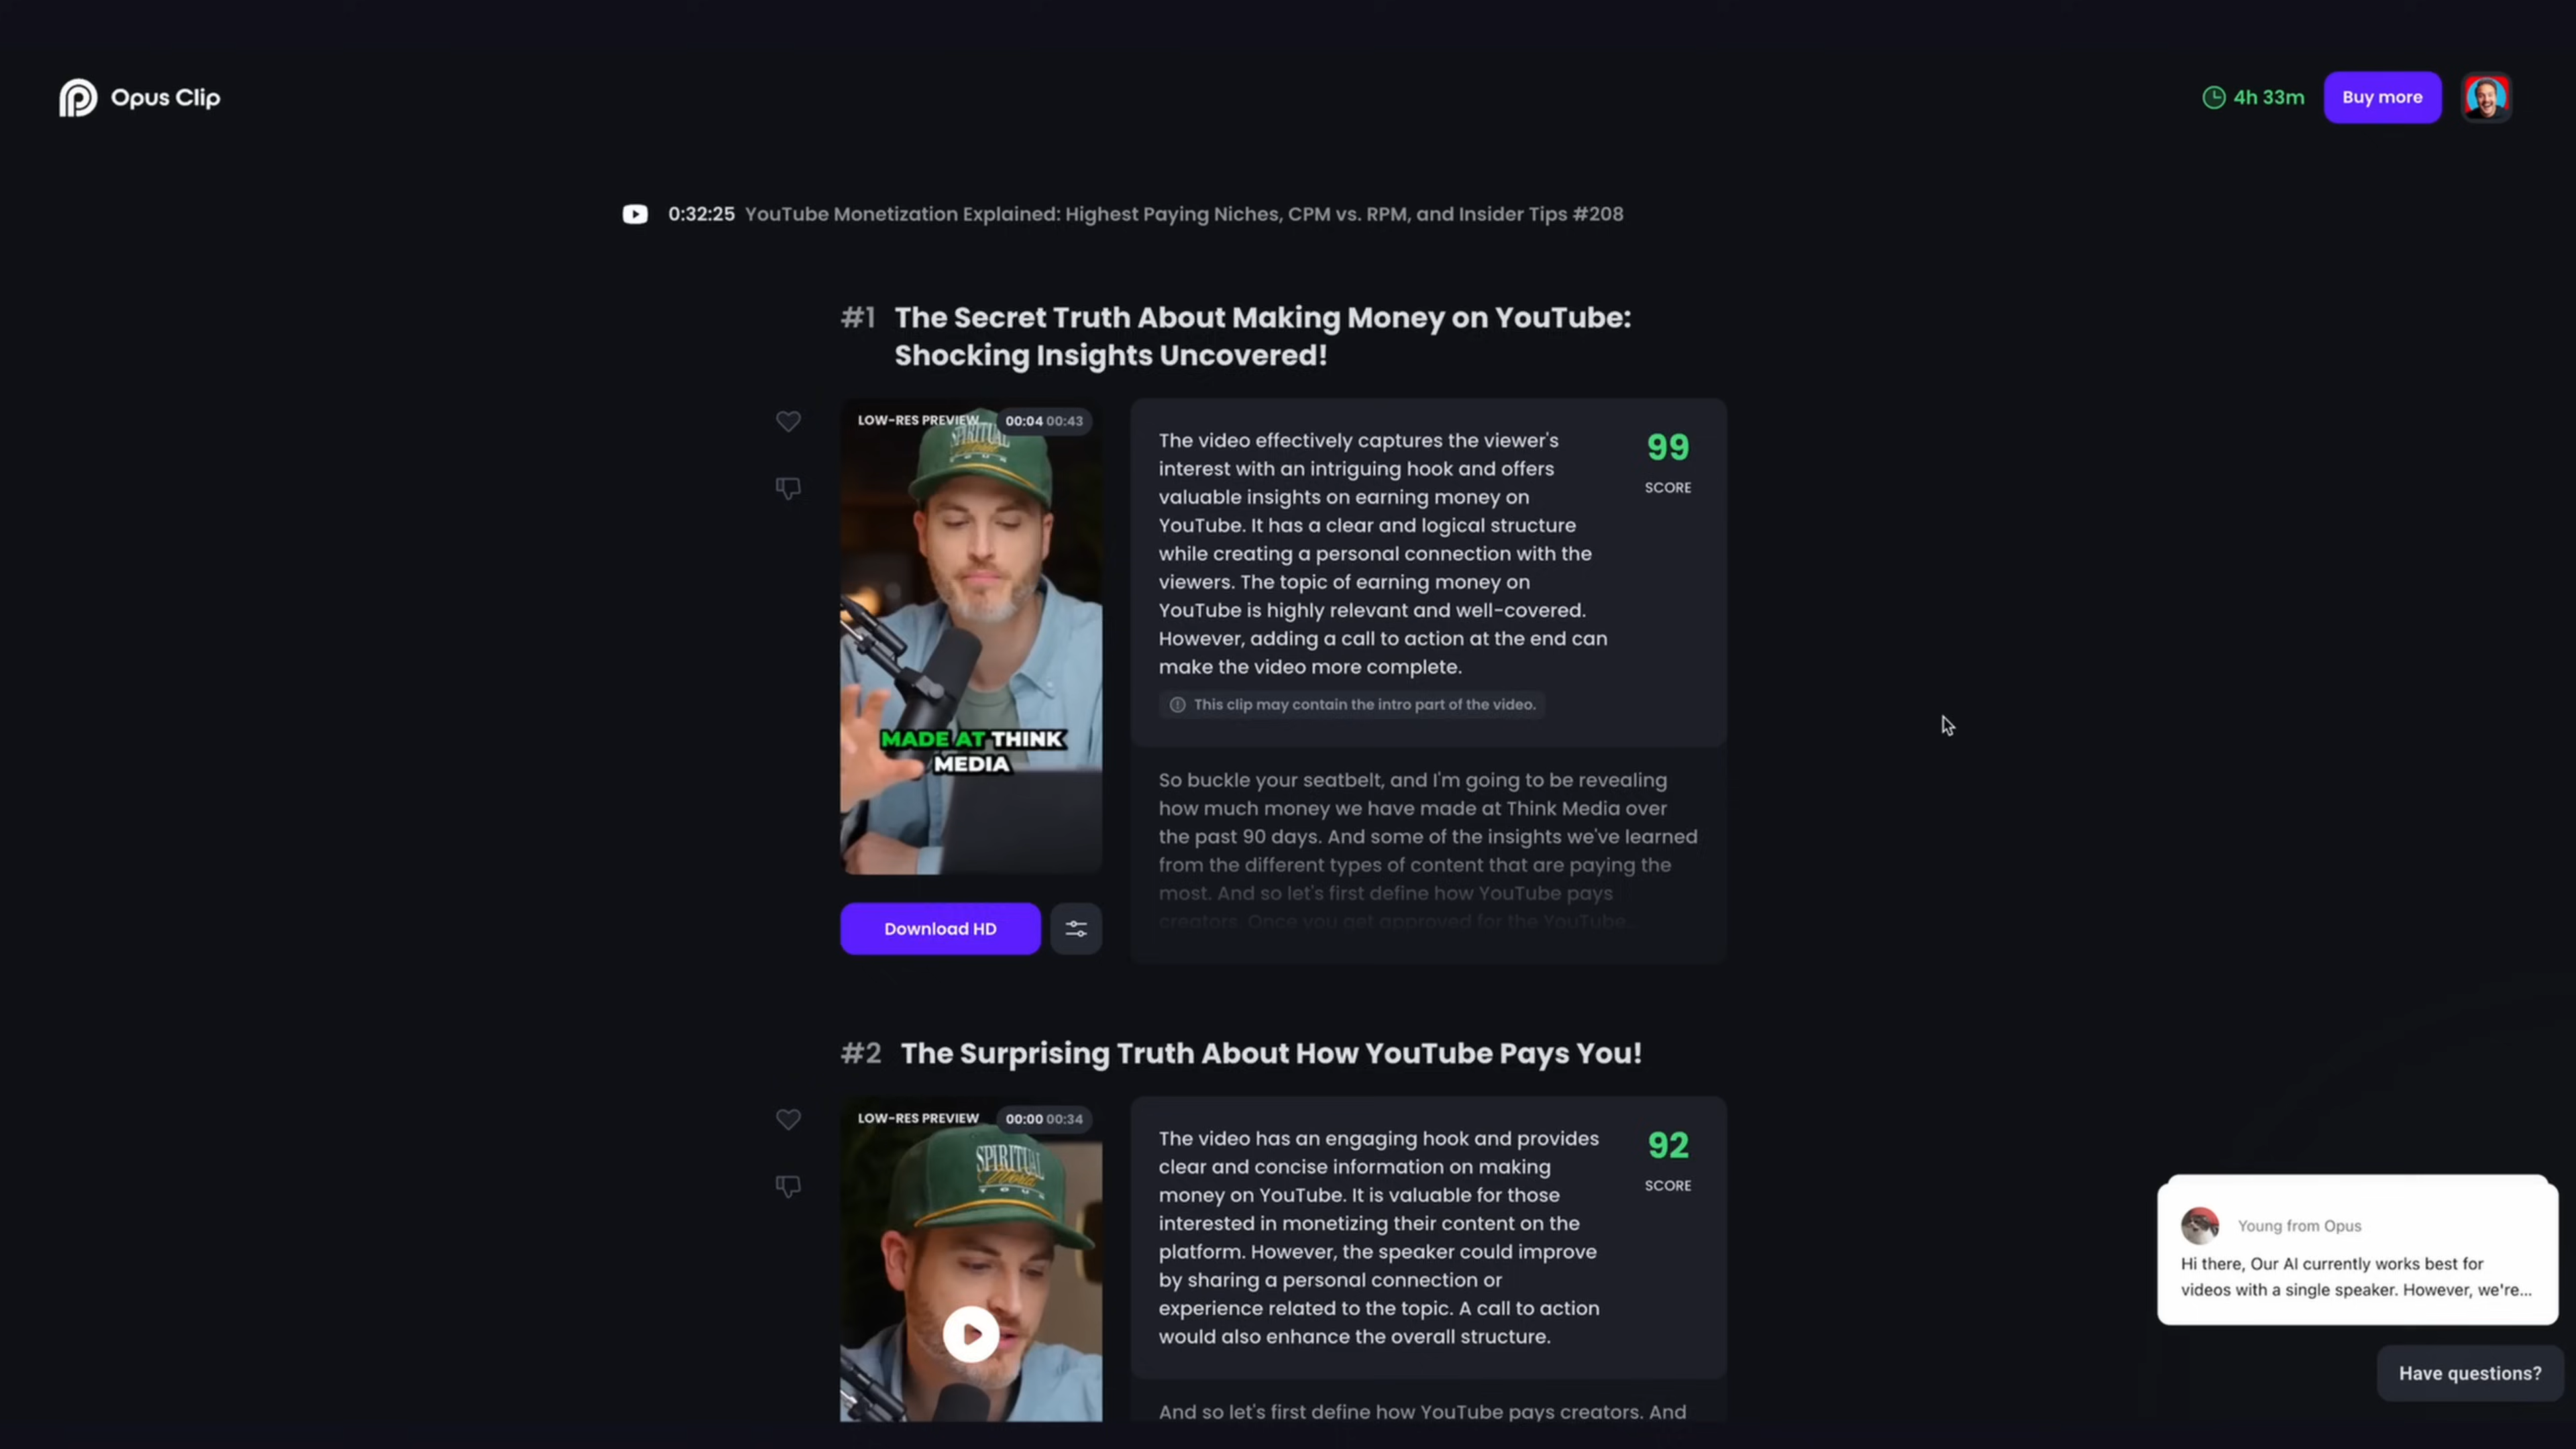 Opus Clip
4h 33m
Buy more
0:32:25 YouTube Monetization Explained: Highest Paying Niches, CPM vs. RPM, and Insider Tips #208
#1 The Secret Truth About Making Money on YouTube:
Shocking Insights Uncovered!
LOW-RES PREVIEW 00:04 00:43
SPIRITUAL
World
TOUR
MADE AT THINK
MEDIA
Download HD
The video effectively captures the viewer's
interest with an intriguing hook and offers
valuable insights on earning money on
YouTube. It has a clear and logical structure
while creating a personal connection with the
viewers. The topic of earning money on
YouTube is highly relevant and well-covered.
However, adding a call to action at the end can
make the video more complete.
99
SCORE
This clip may contain the intro part of the video.
So buckle your seatbelt, and I'm going to be revealing
how much money we have made at Think Media over
the past 90 days. And some of the insights we've learned
from the different types of content that are paying the
most. And so let's first define how YouTube pays
creators. Once you get approved for the YouTube.
#2 The Surprising Truth About How YouTube Pays You!
LOW-RES PREVIEW 00:00 00:34
SPIRITUAL
World
TOUR
The video has an engaging hook and provides
clear and concise information on making
money on YouTube. It is valuable for those
interested in monetizing their content on the
platform. However, the speaker could improve
by sharing a personal connection or
experience related to the topic. A call to action
would also enhance the overall structure.
92
SCORE
And so let's first define how YouTube pays creators. And
Young from Opus
Hi there, Our AI currently works best for
videos with a single speaker. However, we're...
Have questions?